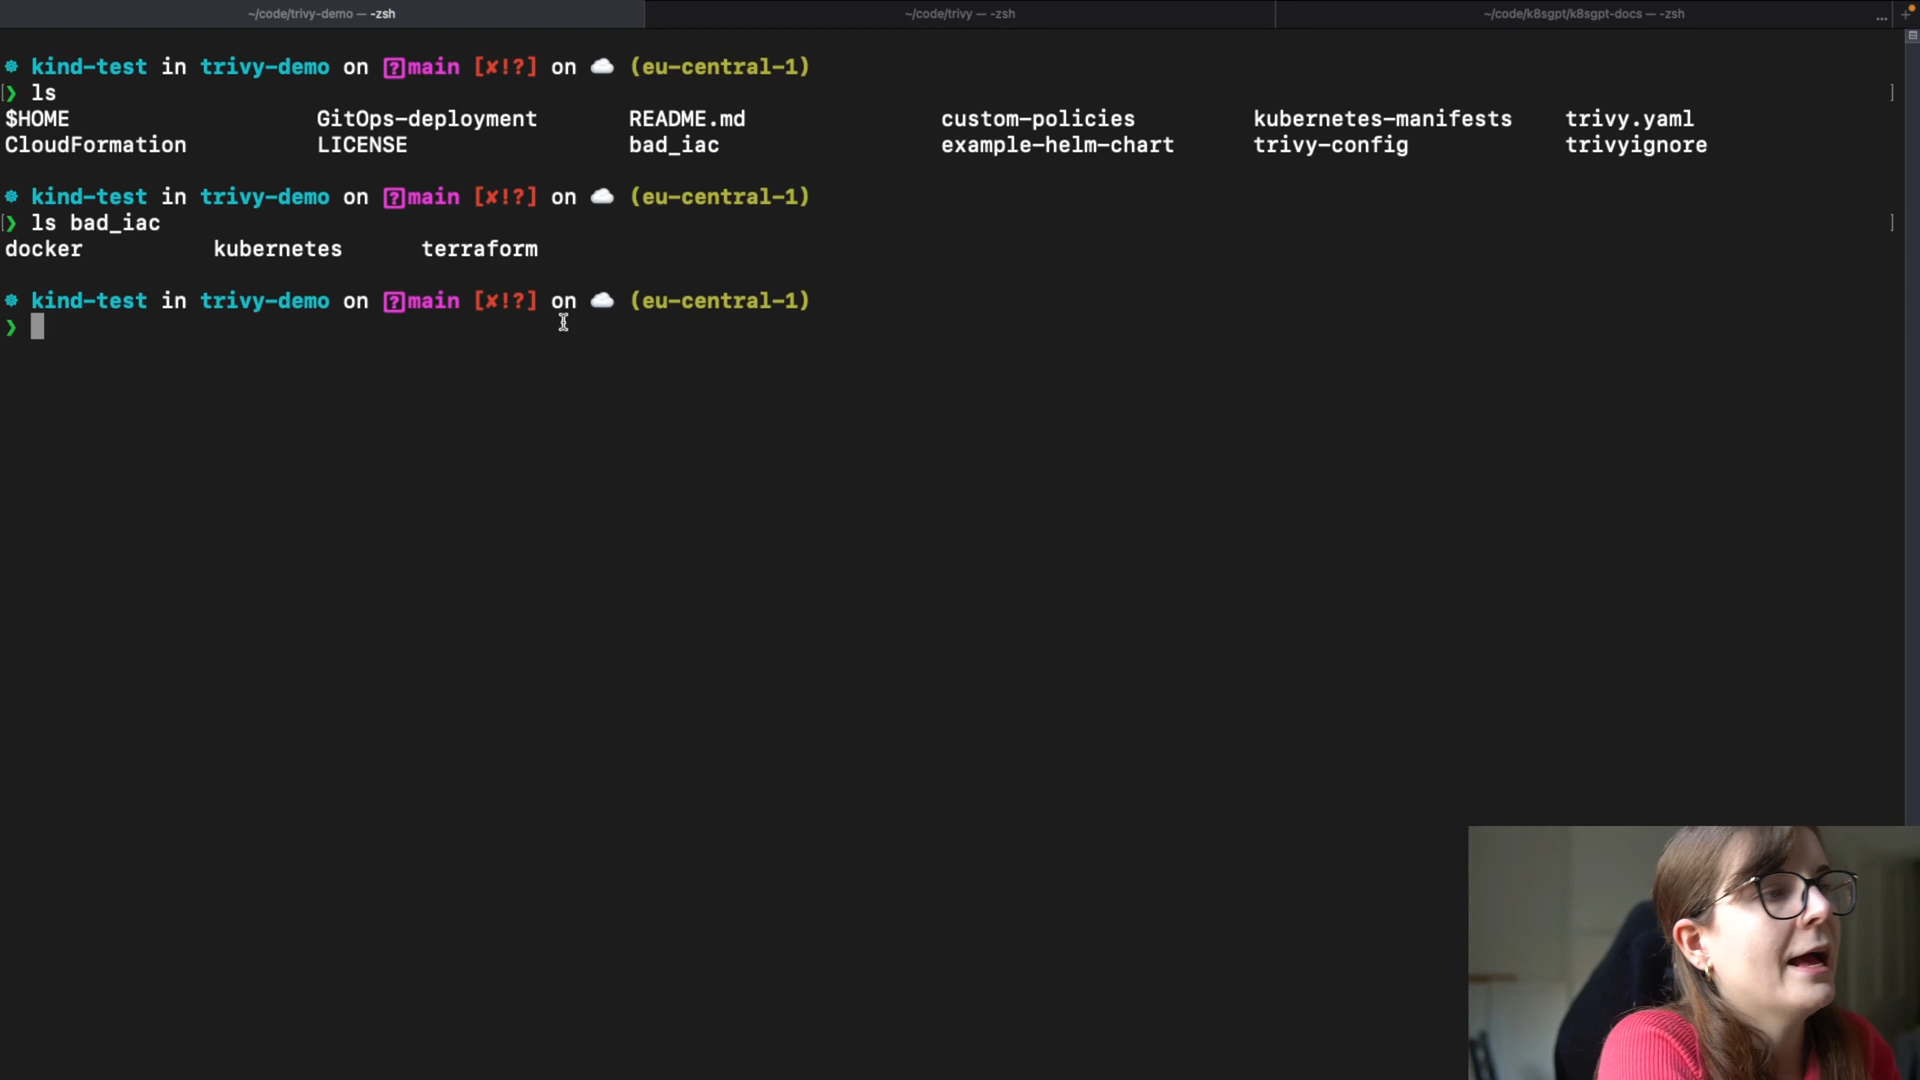 ~/code/trivy-demo — -zsh ~/code/trivy — -zsh ~/code/k8sgpt/k8sgpt-docs — -zsh ... +
☸ kind-test in trivy-demo on [?]main [✘!?] on ☁️ (eu-central-1)
[❯ ls ]
$HOME GitOps-deployment README.md custom-policies kubernetes-manifests trivy.yaml
CloudFormation LICENSE bad_iac example-helm-chart trivy-config trivyignore
☸ kind-test in trivy-demo on [?]main [✘!?] on ☁️ (eu-central-1)
[❯ ls bad_iac ]
docker kubernetes terraform
☸ kind-test in trivy-demo on [?]main [✘!?] on ☁️ (eu-central-1)
❯